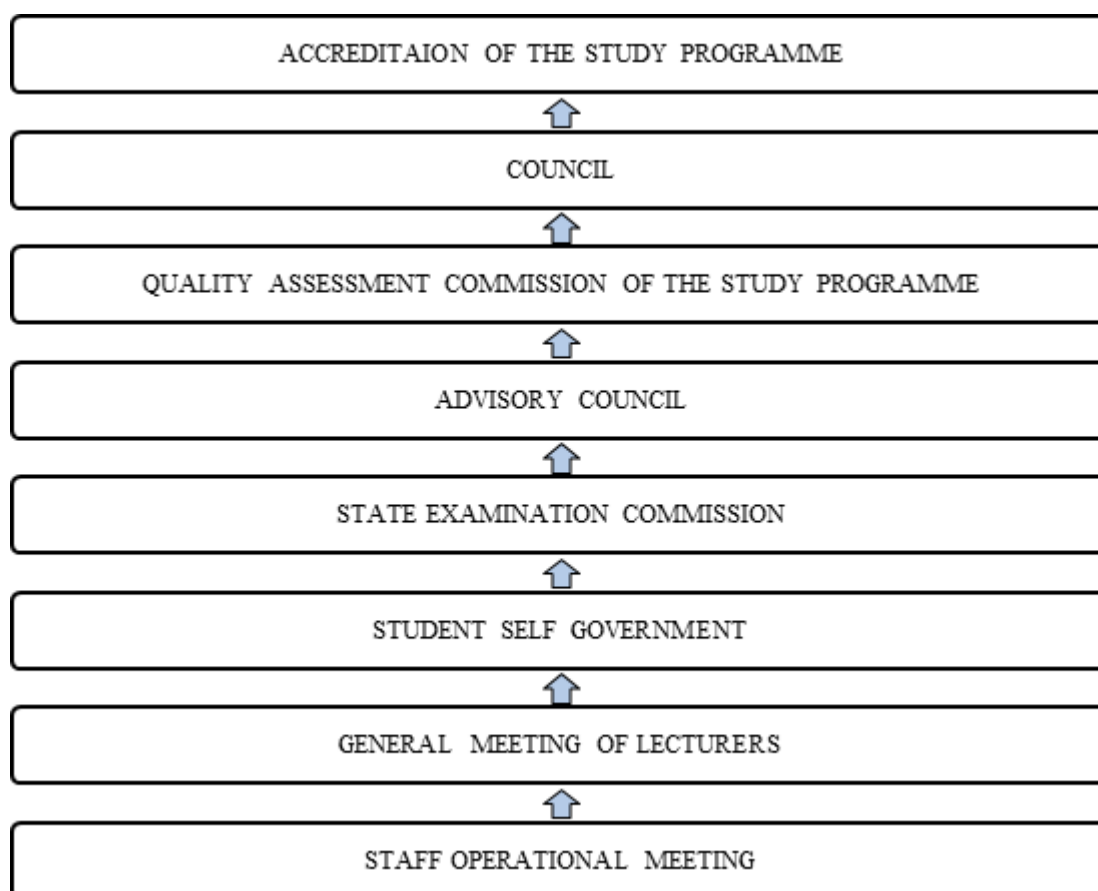 ACCREDITAION OF THE STUDY PROGRAMME
COUNCIL
QUALITY ASSESSMENT COMMISSION OF THE STUDY PROGRAMME
ADVISORY COUNCIL
STATE EXAMINATION COMMISSION
STUDENT SELF GOVERNMENT
GENERAL MEETING OF LECTURERS
STAFF OPERATIONAL MEETING